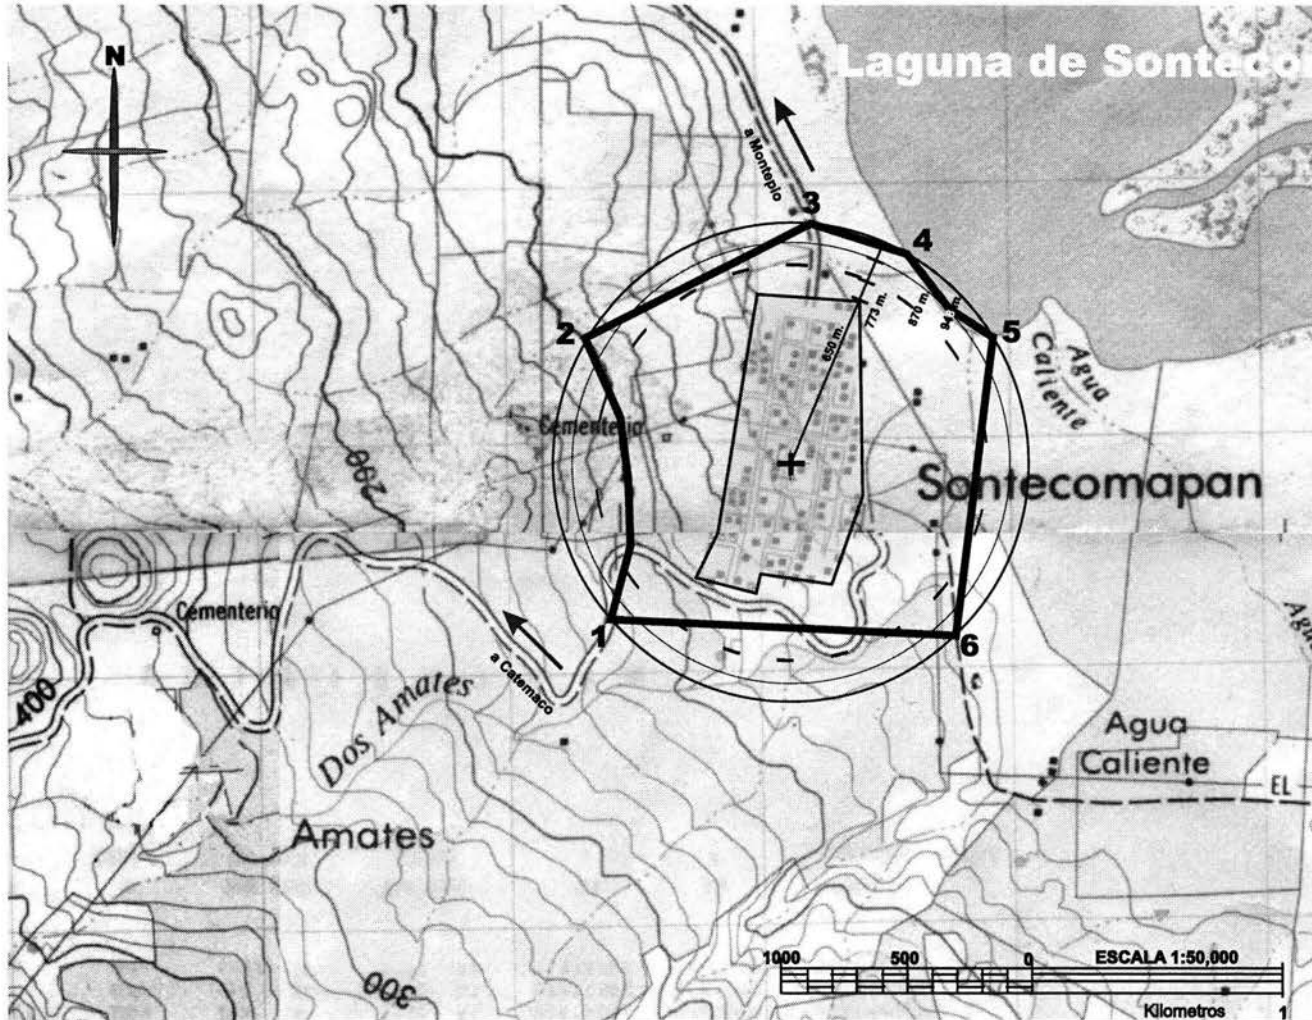 Laguna de Sonteco
N
a Montepio
3
4
2
5
773 m.
870 m.
650 m.
Agua
Caliente
Cementerio
200
Sontecomapan
Cementerio
1
6
a Catemaco
400
Dos Amates
Agua
Caliente
EL
Amates
300
1000 500 0 ESCALA 1:50,000
Kilometros 1